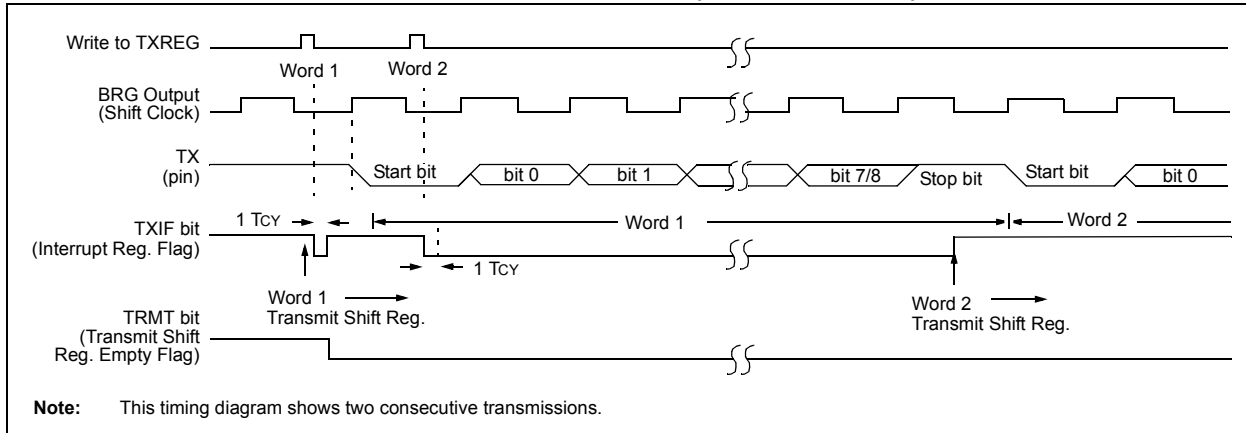 Write to TXREG
Word 1
Word 2
BRG Output
(Shift Clock)
TX
(pin)
Start bit
bit 0
bit 1
bit 7/8
Stop bit
Start bit
bit 0
1 TCY
Word 1
Word 2
TXIF bit
(Interrupt Reg. Flag)
1 TCY
Word 1
Transmit Shift Reg.
Word 2
Transmit Shift Reg.
TRMT bit
(Transmit Shift
Reg. Empty Flag)
Note: This timing diagram shows two consecutive transmissions.